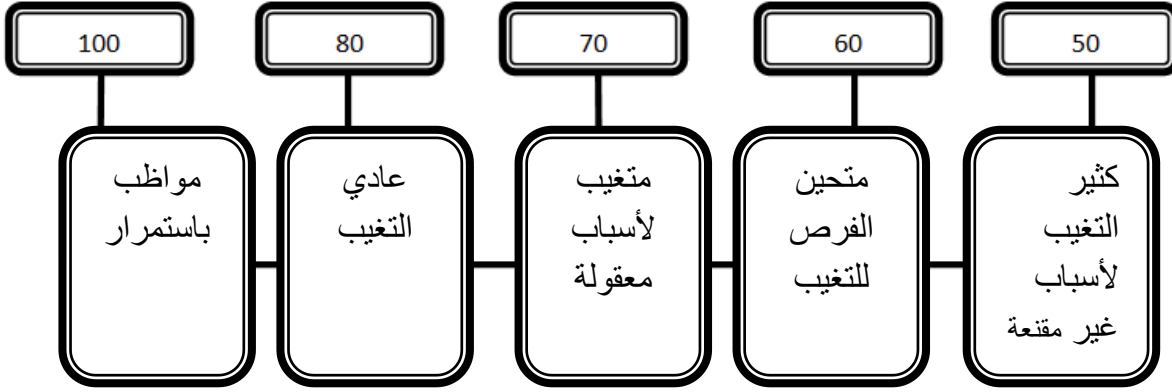 50
60
70
80
100
كثير
التغيب
لأسباب
غير مقنعة
متحين
الفرص
للتغيب
متغيب
لأسباب
معقولة
عادي
التغيب
مواظب
باستمرار